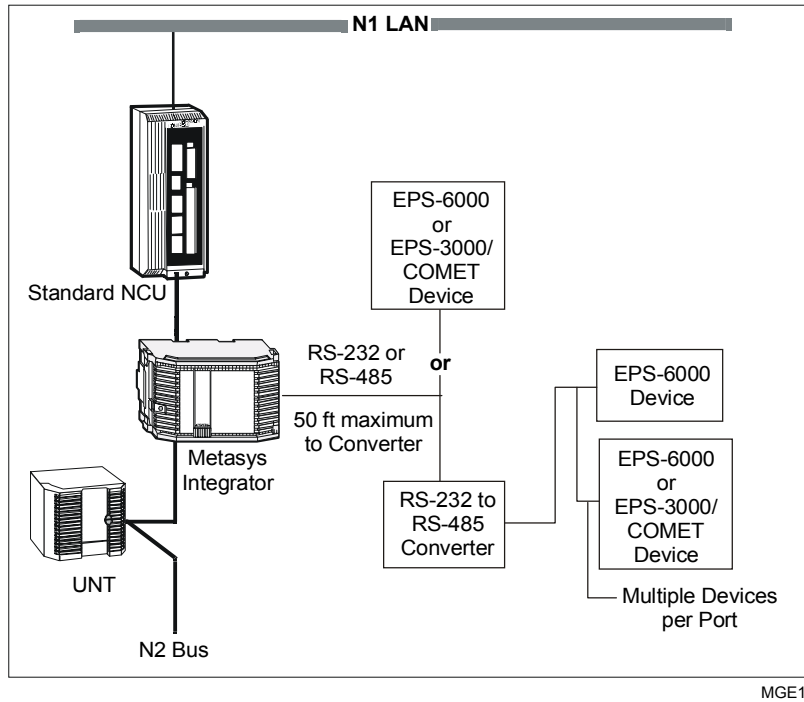 N1 LAN
Standard NCU
EPS-6000
or
EPS-3000/
COMET
Device
RS-232 or
RS-485
or
50 ft maximum
to Converter
Metasys
Integrator
RS-232 to
RS-485
Converter
EPS-6000
Device
EPS-6000
or
EPS-3000/
COMET
Device
Multiple Devices
per Port
UNT
N2 Bus
MGE1